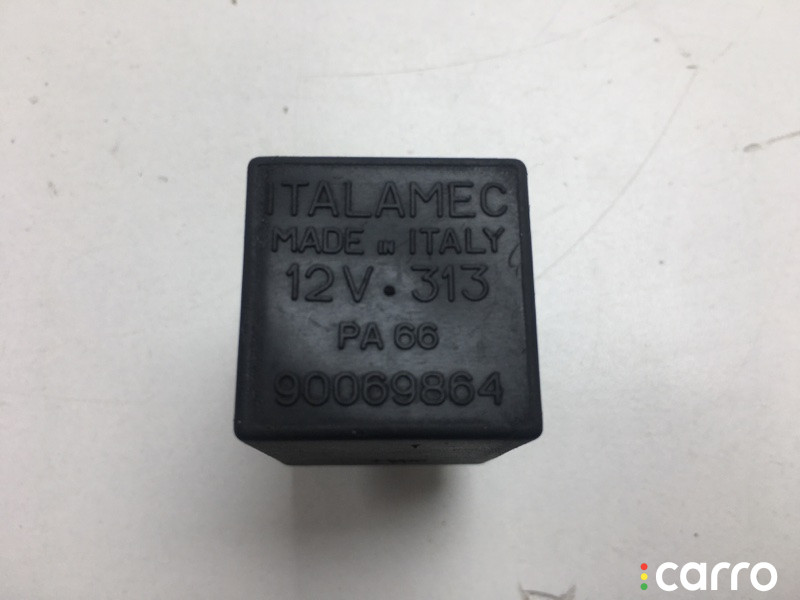 ITALAMEC
MADE IN ITALY
12V . 313
PA 66
90069864
carro